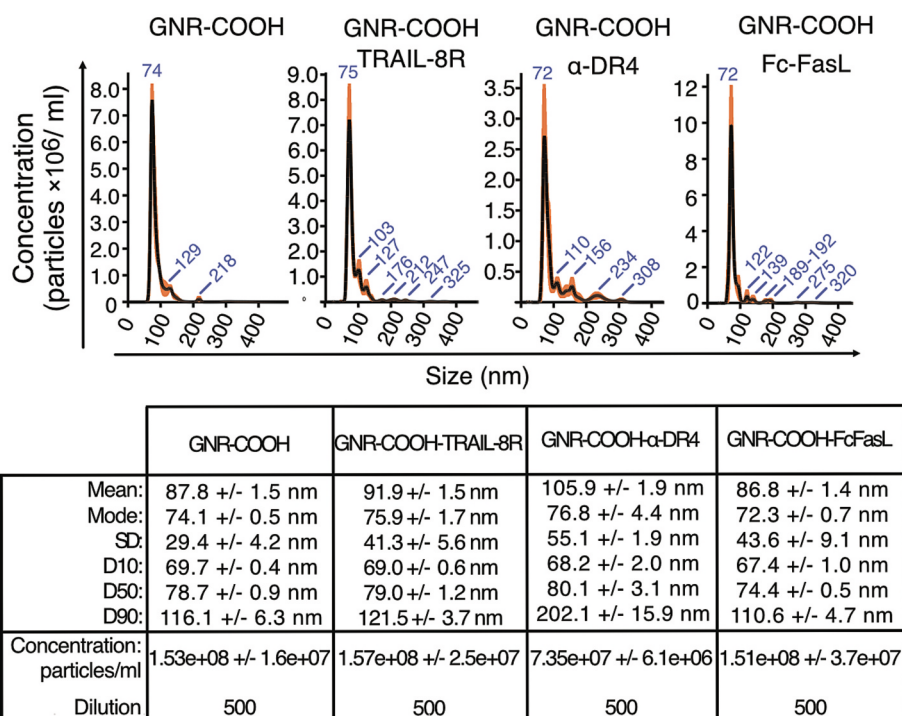 GNR-COOH GNR-COOH GNR-COOH GNR-COOH
TRAIL-8R α-DR4 Fc-FasL
Concentration
(particles ×10⁶/ ml)
74
8.0
7.0
6.0
5.0
4.0
3.0
2.0
1.0
0
129
218
0 100 200 300 400
75
9.0
8.0
7.0
6.0
5.0
4.0
3.0
2.0
1.0
0
103
127
176
212
247
325
0 100 200 300 400
72
3.5
3.0
2.5
2.0
1.5
1.0
0.5
110
156
234
308
0 100 200 300 400
72
12
10
8
6
4
2
0
122
139
189-192
275
320
0 100 200 300 400
Size (nm)
GNR-COOH GNR-COOH-TRAIL-8R GNR-COOH-α-DR4 GNR-COOH-FcFasL
Mean: 87.8 +/- 1.5 nm 91.9 +/- 1.5 nm 105.9 +/- 1.9 nm 86.8 +/- 1.4 nm
Mode: 74.1 +/- 0.5 nm 75.9 +/- 1.7 nm 76.8 +/- 4.4 nm 72.3 +/- 0.7 nm
SD: 29.4 +/- 4.2 nm 41.3 +/- 5.6 nm 55.1 +/- 1.9 nm 43.6 +/- 9.1 nm
D10: 69.7 +/- 0.4 nm 69.0 +/- 0.6 nm 68.2 +/- 2.0 nm 67.4 +/- 1.0 nm
D50: 78.7 +/- 0.9 nm 79.0 +/- 1.2 nm 80.1 +/- 3.1 nm 74.4 +/- 0.5 nm
D90: 116.1 +/- 6.3 nm 121.5 +/- 3.7 nm 202.1 +/- 15.9 nm 110.6 +/- 4.7 nm
Concentration:
particles/ml 1.53e+08 +/- 1.6e+07 1.57e+08 +/- 2.5e+07 7.35e+07 +/- 6.1e+06 1.51e+08 +/- 3.7e+07
Dilution 500 500 500 500